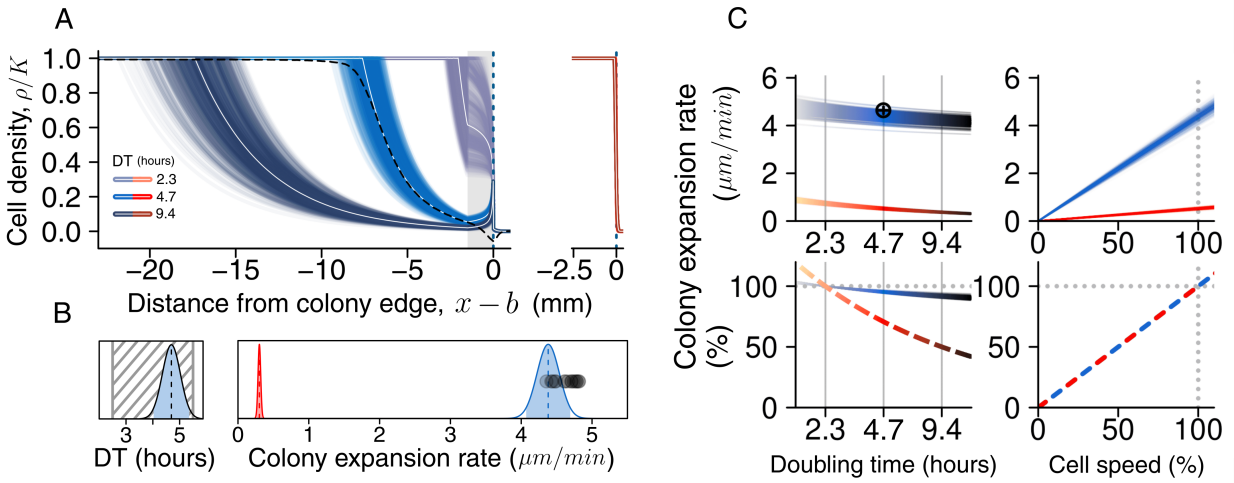 A
Cell density, ρ/K
1.0
0.8
0.6
0.4
0.2
0.0
DT (hours)
2.3
4.7
9.4
−20 −15 −10 −5 0
−2.5 0
Distance from colony edge, x − b (mm)
B
3 5
DT (hours)
0 1 2 3 4 5
Colony expansion rate (μm/min)
C
Colony expansion rate
(μm/min)
6
4
2
0
2.3 4.7 9.4
6
4
2
0
0 50 100
(%)
100
50
0
2.3 4.7 9.4
Doubling time (hours)
100
50
0
0 50 100
Cell speed (%)